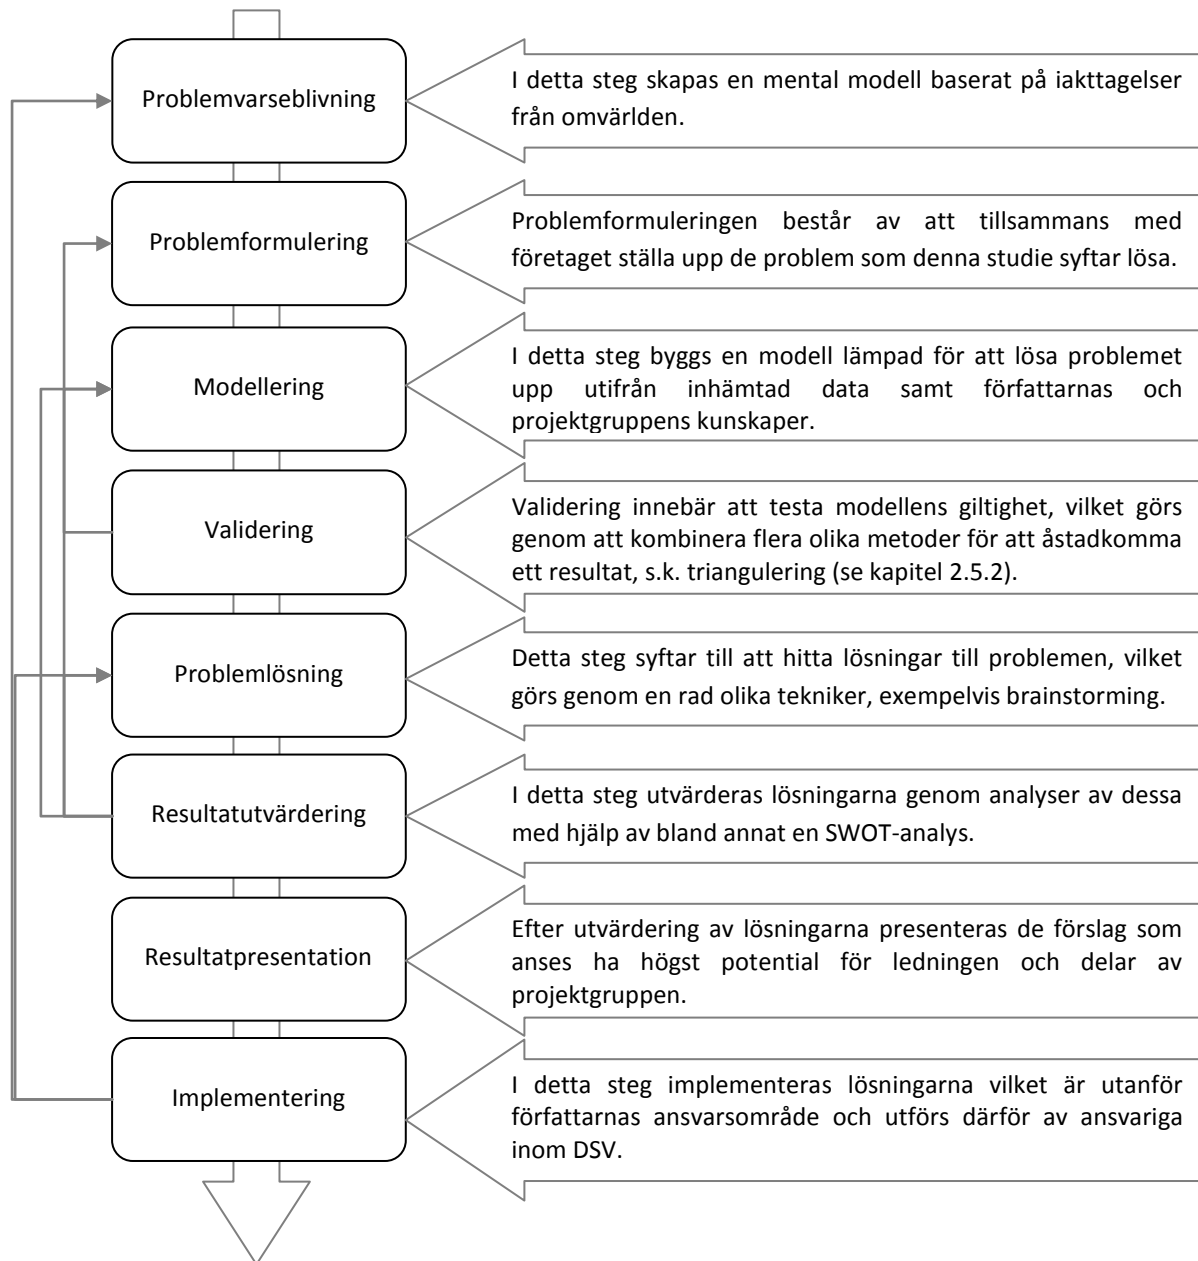 Problemvarseblivning
I detta steg skapas en mental modell baserat på iakttagelser
från omvärlden.
Problemformulering
Problemformuleringen består av att tillsammans med
företaget ställa upp de problem som denna studie syftar lösa.
Modellering
I detta steg byggs en modell lämpad för att lösa problemet
upp utifrån inhämtad data samt författarnas och
projektgruppens kunskaper.
Validering
Validering innebär att testa modellens giltighet, vilket görs
genom att kombinera flera olika metoder för att åstadkomma
ett resultat, s.k. triangulering (se kapitel 2.5.2).
Problemlösning
Detta steg syftar till att hitta lösningar till problemen, vilket
görs genom en rad olika tekniker, exempelvis brainstorming.
Resultatutvärdering
I detta steg utvärderas lösningarna genom analyser av dessa
med hjälp av bland annat en SWOT-analys.
Resultatpresentation
Efter utvärdering av lösningarna presenteras de förslag som
anses ha högst potential för ledningen och delar av
projektgruppen.
Implementering
I detta steg implementeras lösningarna vilket är utanför
författarnas ansvarsområde och utförs därför av ansvariga
inom DSV.